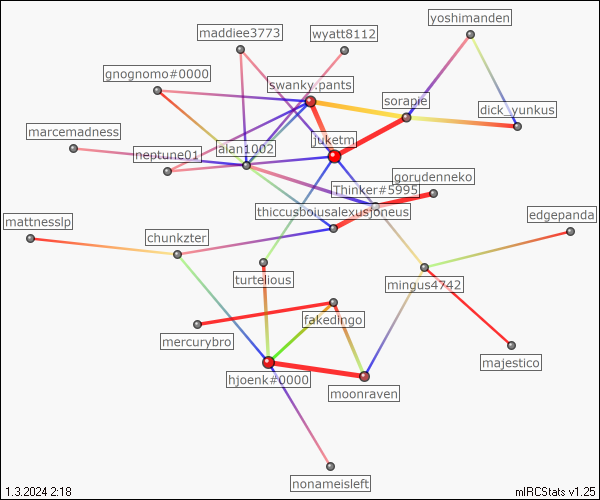 yoshimanden
maddiee3773
wyatt8112
gnognomo#0000
swanky.pants
sorapie
dick_yunkus
marcemadness
juketm
alan1002
neptune01
gorudenneko
Thinker#5995
thiccusboiusalexusjoneus
edgepanda
mattnesslp
chunkzter
turtelious
mingus4742
fakedingo
mercurybro
majestico
hjoenk#0000
moonraven
nonameisleft
1.3.2024 2:18
mIRCStats v1.25